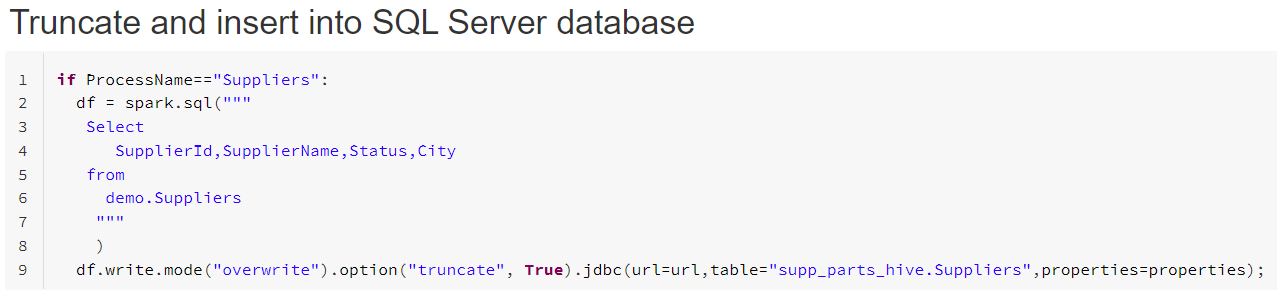 Truncate and insert into SQL Server database
1 if ProcessName=="Suppliers":
2   df = spark.sql("""
3    Select
4       SupplierId,SupplierName,Status,City
5    from
6      demo.Suppliers
7     """
8     )
9   df.write.mode("overwrite").option("truncate", True).jdbc(url=url,table="supp_parts_hive.Suppliers",properties=properties);